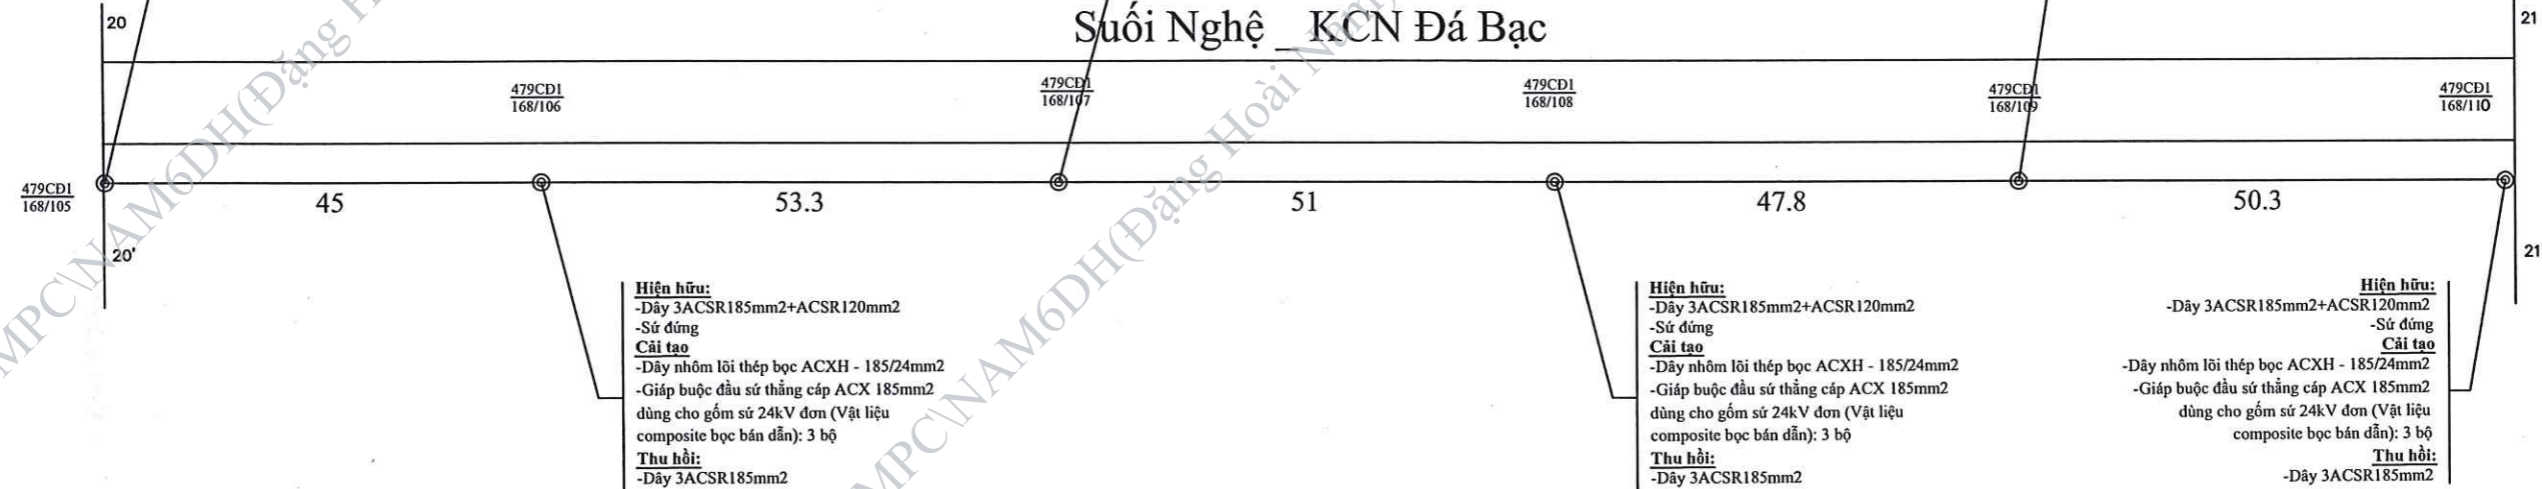 20
Suối Nghệ _ KCN Đá Bạc
21
479CĐ1
168/106
479CĐ1
168/107
479CĐ1
168/108
479CĐ1
168/109
479CĐ1
168/110
479CĐ1
168/105
45
53.3
51
47.8
50.3
20'
21
Hiện hữu:
-Dây 3ACSR185mm2+ACSR120mm2
-Sứ đứng
Cải tạo
-Dây nhôm lõi thép bọc ACXH - 185/24mm2
-Giáp buộc đầu sứ thẳng cáp ACX 185mm2
dùng cho gốm sứ 24kV đơn (Vật liệu
composite bọc bán dẫn): 3 bộ
Thu hồi:
-Dây 3ACSR185mm2
Hiện hữu:
-Dây 3ACSR185mm2+ACSR120mm2
-Sứ đứng
Cải tạo
-Dây nhôm lõi thép bọc ACXH - 185/24mm2
-Giáp buộc đầu sứ thẳng cáp ACX 185mm2
dùng cho gốm sứ 24kV đơn (Vật liệu
composite bọc bán dẫn): 3 bộ
Thu hồi:
-Dây 3ACSR185mm2
Hiện hữu:
-Dây 3ACSR185mm2+ACSR120mm2
-Sứ đứng
Cải tạo
-Dây nhôm lõi thép bọc ACXH - 185/24mm2
-Giáp buộc đầu sứ thẳng cáp ACX 185mm2
dùng cho gốm sứ 24kV đơn (Vật liệu
composite bọc bán dẫn): 3 bộ
Thu hồi:
-Dây 3ACSR185mm2
MPC\NAM6DH(Đặng H
MPC\NAM6DH(Đặng Hoài Nam,